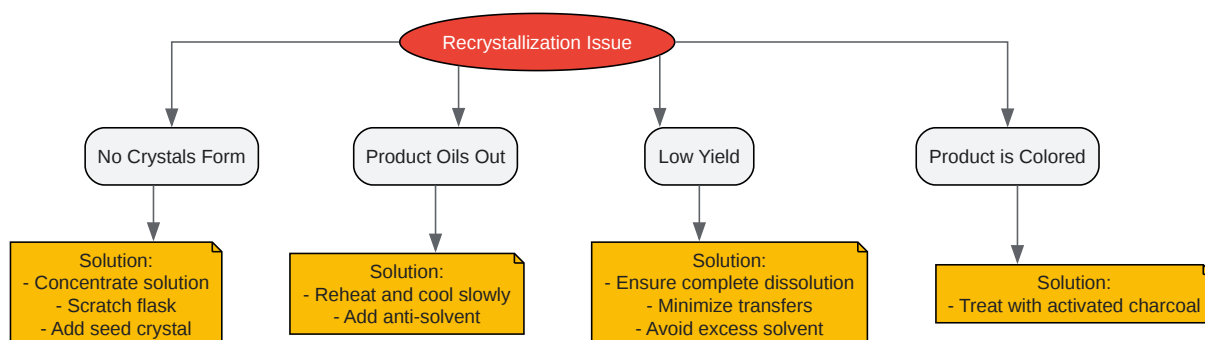 Recrystallization Issue
No Crystals Form
Product Oils Out
Low Yield
Product is Colored
Solution:
- Concentrate solution
- Scratch flask
- Add seed crystal
Solution:
- Reheat and cool slowly
- Add anti-solvent
Solution:
- Ensure complete dissolution
- Minimize transfers
- Avoid excess solvent
Solution:
- Treat with activated charcoal